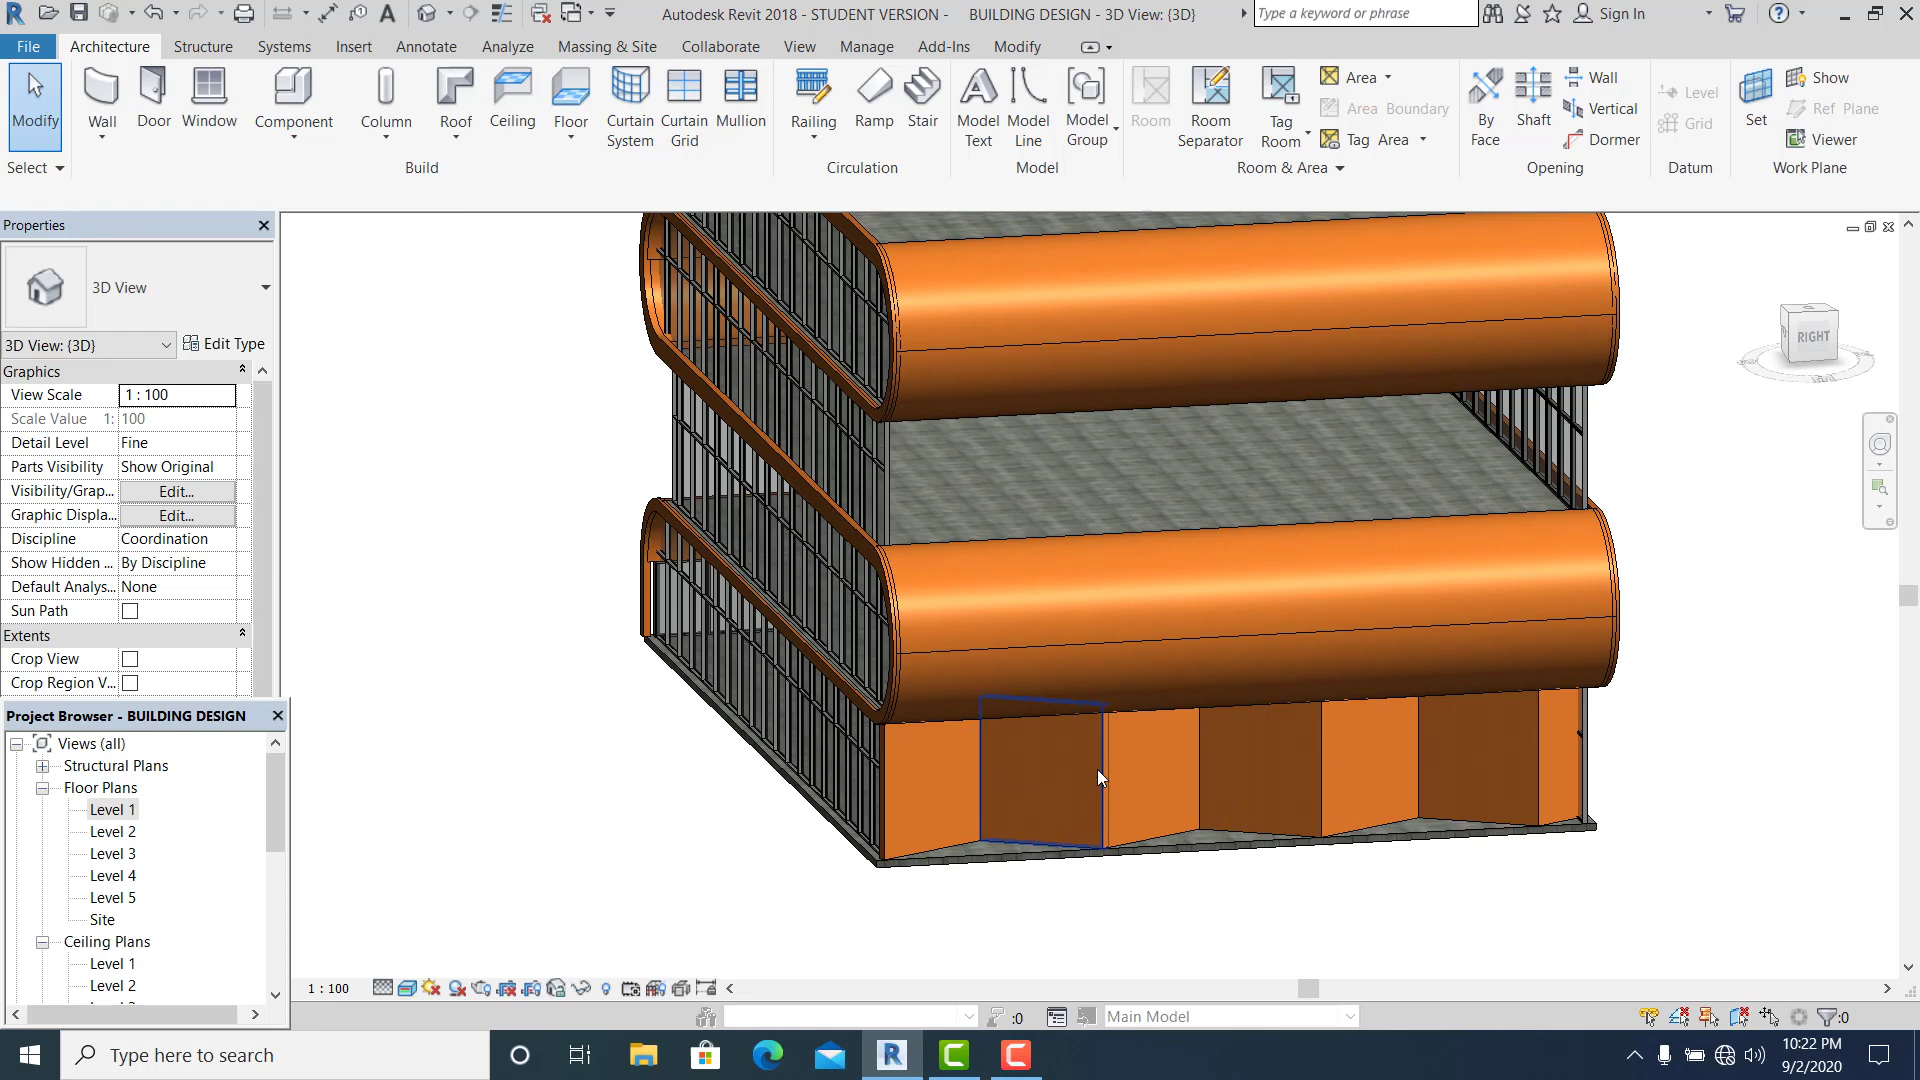 Autodesk Revit 2018 - STUDENT VERSION - BUILDING DESIGN - 3D View: {3D}
Type a keyword or phrase
Sign In
File Architecture Structure Systems Insert Annotate Analyze Massing & Site Collaborate View Manage Add-Ins Modify
Modify
Wall
Door
Window
Component
Column
Roof
Ceiling
Floor
Curtain System
Curtain Grid
Mullion
Railing
Ramp
Stair
Model Text
Model Line
Model Group
Room
Room Separator
Tag Room
Area
Area Boundary
Tag Area
By Face
Shaft
Wall
Vertical
Dormer
Level
Grid
Set
Show
Ref Plane
Viewer
Select
Build
Circulation
Model
Room & Area
Opening
Datum
Work Plane
Properties
3D View
3D View: {3D}
Edit Type
Graphics
View Scale 1 : 100
Scale Value 1: 100
Detail Level Fine
Parts Visibility Show Original
Visibility/Grap... Edit...
Graphic Displa... Edit...
Discipline Coordination
Show Hidden ... By Discipline
Default Analys... None
Sun Path
Extents
Crop View
Crop Region V...
Project Browser - BUILDING DESIGN
Views (all)
Structural Plans
Floor Plans
Level 1
Level 2
Level 3
Level 4
Level 5
Site
Ceiling Plans
Level 1
Level 2
RIGHT
1 : 100
:0
Main Model
:0
Type here to search
10:22 PM
9/2/2020